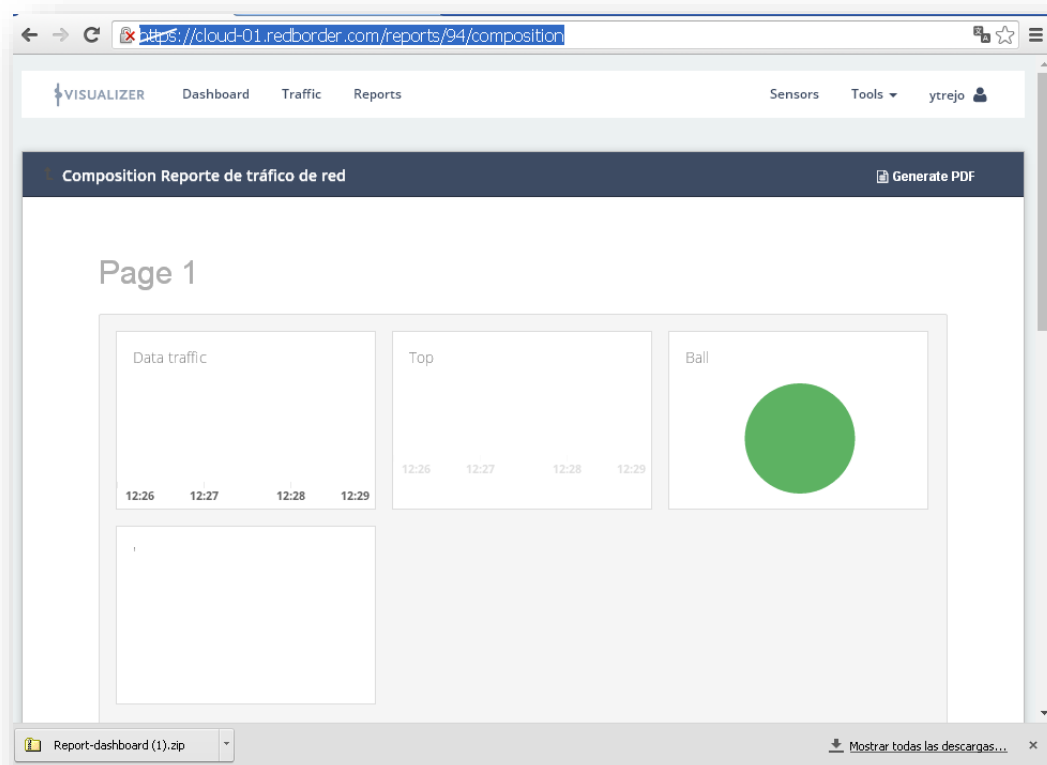 https://cloud-01.redborder.com/reports/94/composition
VISUALIZER Dashboard Traffic Reports Sensors Tools ytrejo
Composition Reporte de tráfico de red Generate PDF
Page 1
Data traffic
12:26 12:27 12:28 12:29
Top
12:26 12:27 12:28 12:29
Ball
Report-dashboard (1).zip Mostrar todas las descargas...